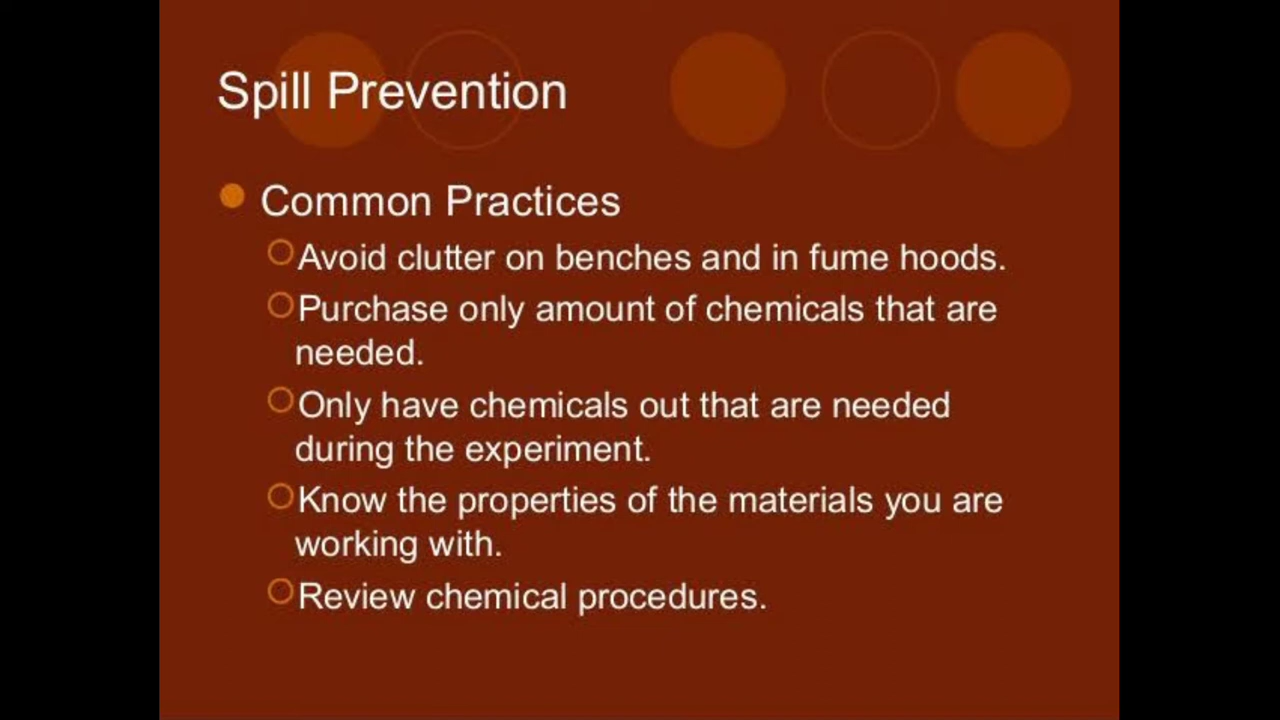 Spill Prevention
Common Practices
Avoid clutter on benches and in fume hoods.
Purchase only amount of chemicals that are
needed.
Only have chemicals out that are needed
during the experiment.
Know the properties of the materials you are
working with.
Review chemical procedures.